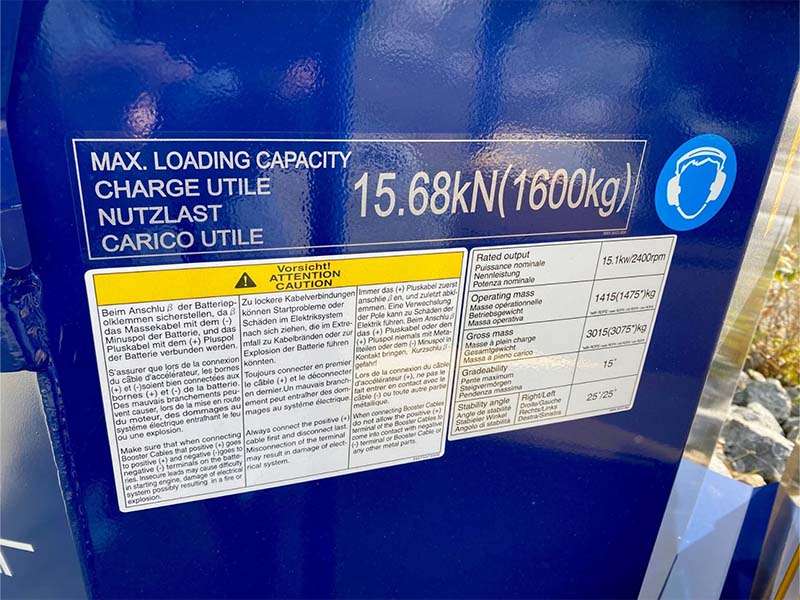 MAX. LOADING CAPACITY
CHARGE UTILE
NUTZLAST
CARICO UTILE
15.68kN(1600kg)
Vorsicht!
ATTENTION
CAUTION
Beim Anschlu β der Batteriep-
olklemmen sicherstellen, da β
das Massekabel mit dem (-)
Minuspol der Batterie, und das
Pluskabel mit dem (+) Pluspol
der Batterie verbunden werden.
S'assurer que lors de la connexion
du câble d'accélérateur, les bornes
(+) et (-)soient bien connectées aux
bornes (+) et (-) de la batterie.
Des mauvais branchements peu-
vent causer, lors de la mise en route
du moteur, des dommages au
système électrique entraînant le feu
ou une explosion.
Make sure that when connecting
Booster Cables that positive (+) goes
to positive (+) and negative (-)goes to
negative (-) terminals on the batte-
ries. Insecure leads may cause difficulty
in starting engine, damage of electrical
system possibly resulting in a fire or
explosion.
Zu lockere Kabelverbindungen
können Startprobleme oder
Schäden im Elektriksystem
nach sich ziehen, die im Extre-
mfall zu Kabelbränden oder zur
Explosion der Batterie führen
könnten.
Toujours connecter en premier
le câble (+) et le déconnecter
en dernier.Un mauvais branch-
ement peut entraîner des dom-
mages au système électrique.
Always connect the positive (+)
cable first and disconnect last.
Misconnection of the terminal
may result in damage of elect-
rical system.
Immer das (+) Pluskabel zuerst
anschlie β en, und zuletzt abkl-
emmen. Eine Verwechslung
der Pole kann zu Schäden der
Elektrik führen. Beim Anschlu β
des (+) Pluskabel oder den
(+) Pluspol niemals mit Meta-
llteilen oder dem (-) Minuspol in
Kontakt bringen, Kurzschlu β -
gefahr!
Lors de la connexion du câble
d'accélérateur (+), ne pas le
fait entrer en contact avec le
câble (-) ou toute autre partie
métallique.
When connecting Booster Cables
do not allow the positive (+)
terminal of the Booster Cable to
come into contact with negative
(-) terminal or Booster Cable or
any other metal parts.
Rated output
Puissance nominale
Nennleistung
Potenza nominale
15.1kw/2400rpm
Operating mass
Masse opérationnelle
Betriebsgewicht
Massa operativa
1415(1475*)kg
Gross mass
Masse à plein charge
Gesamtgewicht
Massa a pieno carico
3015(3075*)kg
Gradeability
Pente maximum
Steigvermögen
Pendenza massima
15°
Stability angle
Angle de stabilité
Stabieler Winkel
Angolo di stabilità
Right/Left
Droite/Gauche
Rechts/Links
Destra/Sinistra
25°/25°